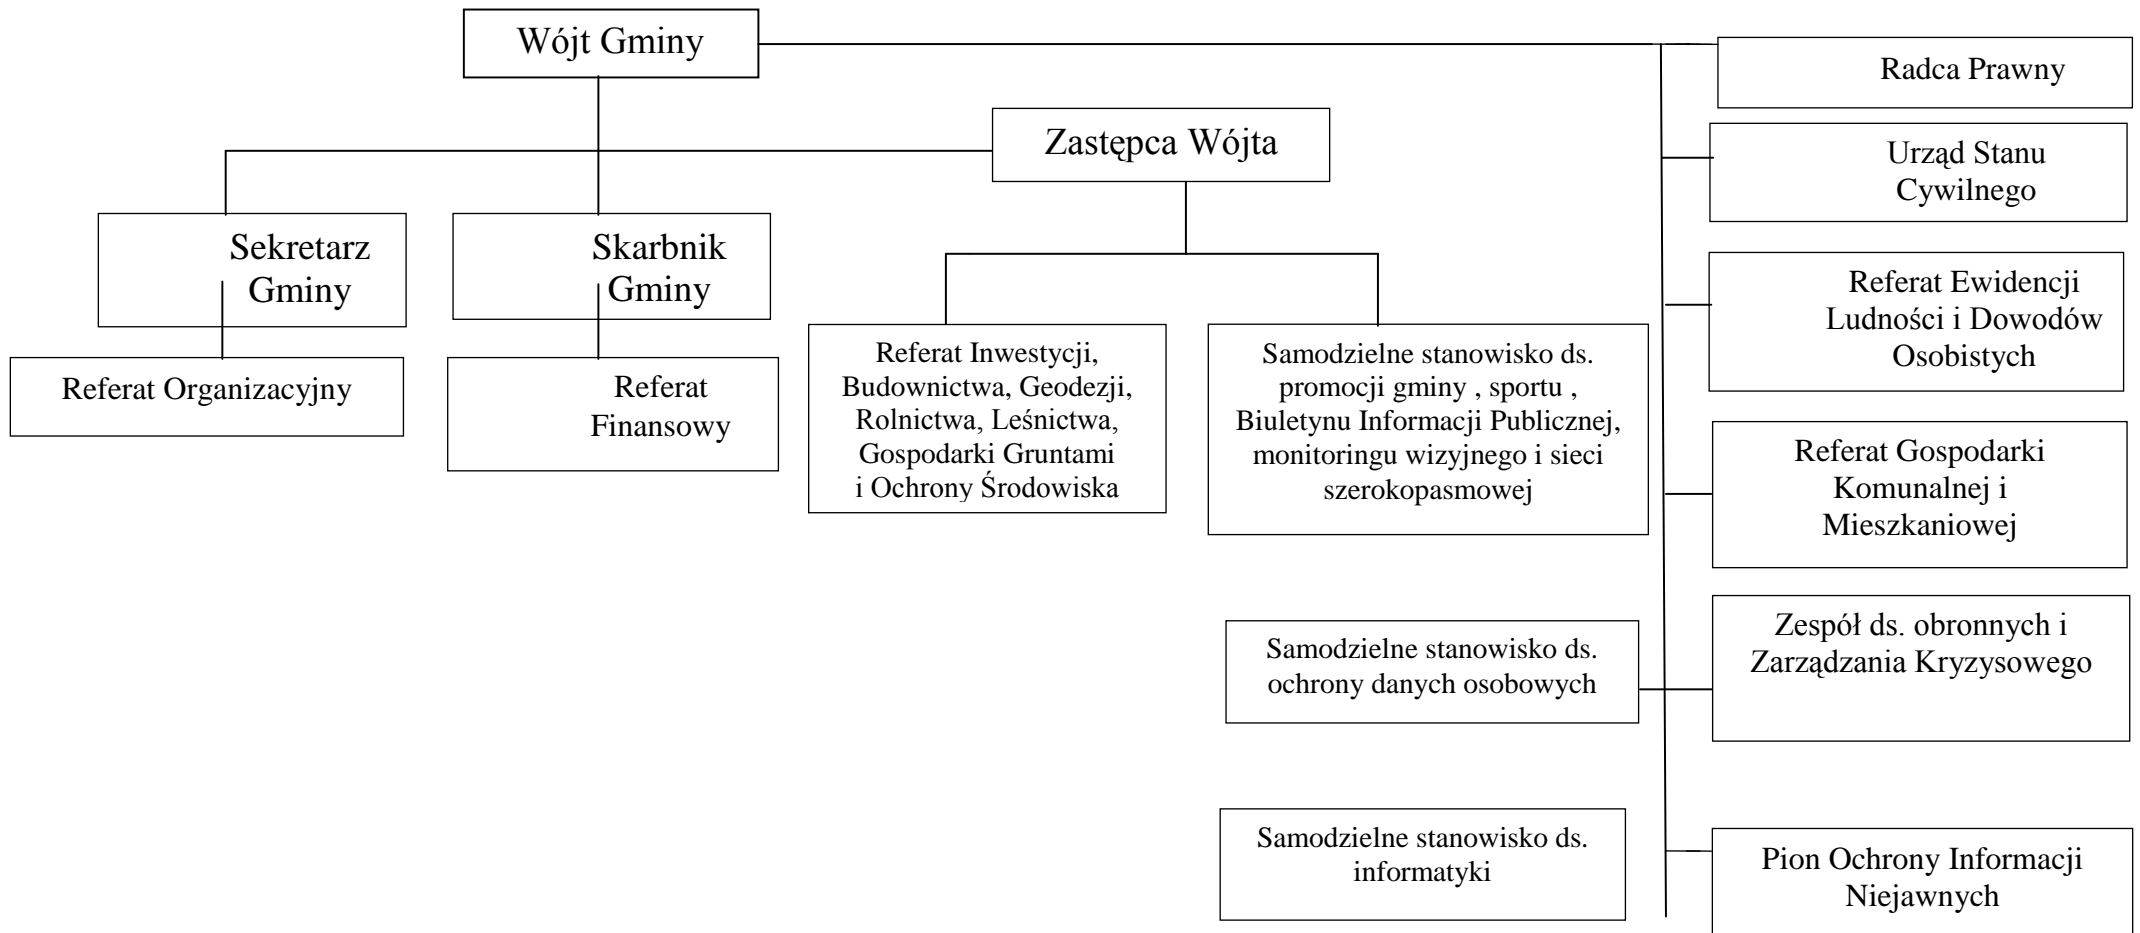 Wójt Gminy
Radca Prawny
Zastępca Wójta
Urząd Stanu
Cywilnego
Sekretarz
Gminy
Skarbnik
Gminy
Referat Ewidencji
Ludności i Dowodów
Osobistych
Referat Organizacyjny
Referat
Finansowy
Referat Inwestycji,
Budownictwa, Geodezji,
Rolnictwa, Leśnictwa,
Gospodarki Gruntami
i Ochrony Środowiska
Samodzielne stanowisko ds.
promocji gminy , sportu ,
Biuletynu Informacji Publicznej,
monitoringu wizyjnego i sieci
szerokopasmowej
Referat Gospodarki
Komunalnej i
Mieszkaniowej
Samodzielne stanowisko ds.
ochrony danych osobowych
Zespół ds. obronnych i
Zarządzania Kryzysowego
Samodzielne stanowisko ds.
informatyki
Pion Ochrony Informacji
Niejawnych